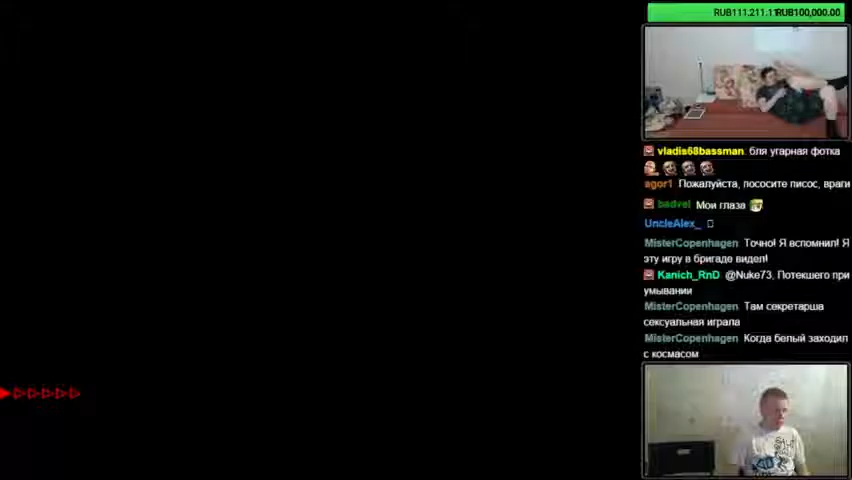 RUB111.211.11RUB100,000.00
vladis68bassman: бля угарная фотка
agor1: Пожалуйста, пососите писос, враги
badvel: Мои глаза
UncleAlex_:
MisterCopenhagen: Точно! Я вспомнил! Я
эту игру в бригаде видел!
Kanich_RnD: @Nuke73, Потекшего при
умывании
MisterCopenhagen: Там секретарша
сексуальная играла
MisterCopenhagen: Когда белый заходил
с космасом